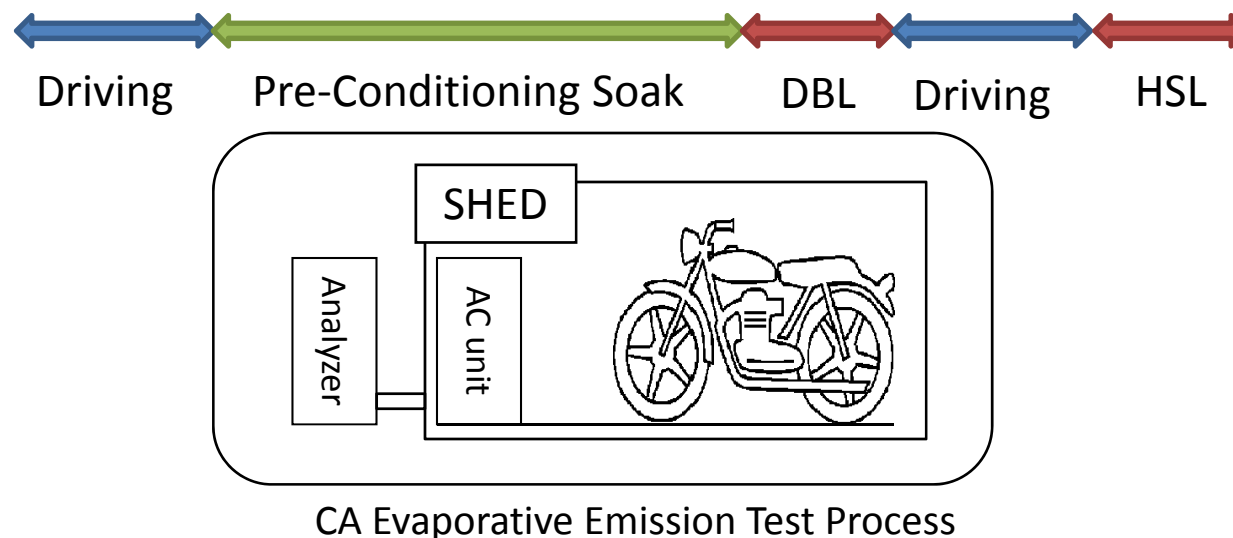 Driving Pre-Conditioning Soak DBL Driving HSL
SHED
Analyzer
AC unit
CA Evaporative Emission Test Process